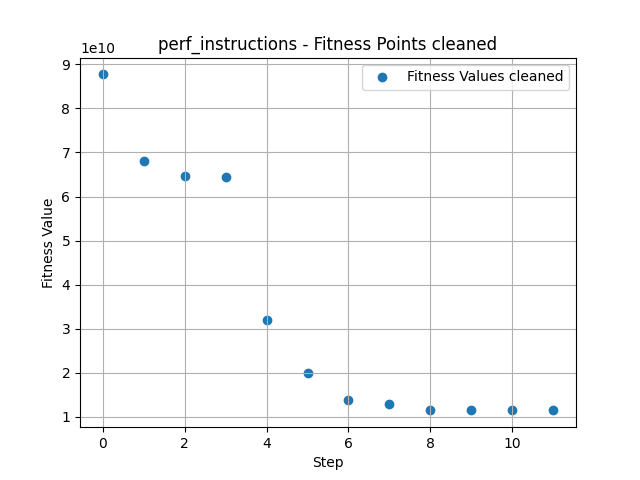 perf_instructions - Fitness Points cleaned
1e10
Fitness Values cleaned
9
8
7
6
5
4
3
2
1
Fitness Value
0 2 4 6 8 10
Step